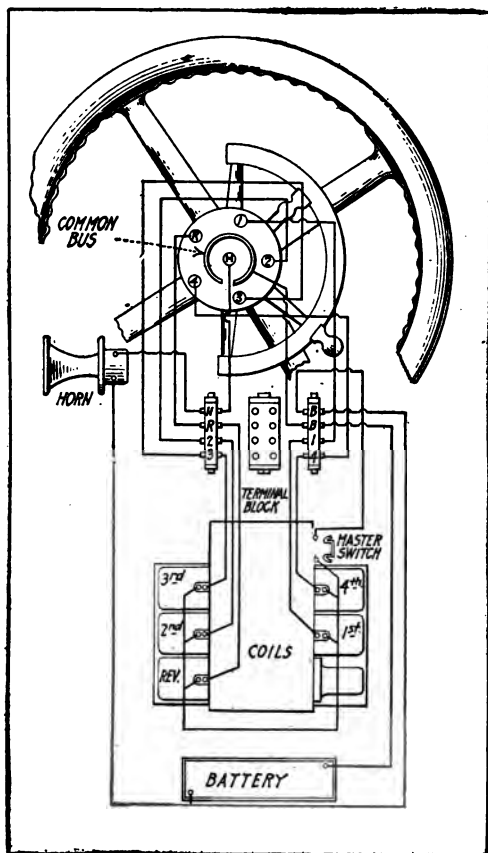 COMMON
BUS
R
1
2
3
4
H
HORN
H
R
2
3
B
B
1
4
TERMINAL
BLOCK
MASTER
SWITCH
3rd
4th
2nd
1st.
REV.
COILS
BATTERY